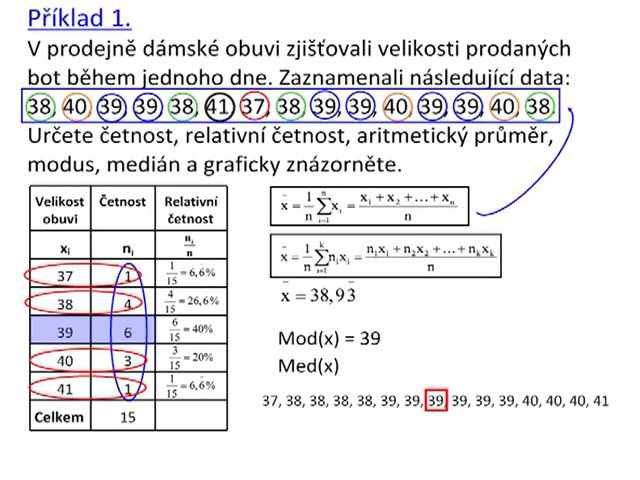 Příklad 1.
V prodejně dámské obuvi zjišťovali velikosti prodaných
bot během jednoho dne. Zaznamenali následující data:
38, 40, 39, 39, 38, 41, 37, 38, 39, 39, 40, 39, 39, 40, 38.
Určete četnost, relativní četnost, aritmetický průměr,
modus, medián a graficky znázorněte.
Velikost obuvi Četnost Relativní četnost
xᵢ nᵢ nᵢ/n
37 1 1/15 = 6,6̄%
38 4 4/15 = 26,6%
39 6 6/15 = 40%
40 3 3/15 = 20%
41 1 1/15 = 6,6̄%
Celkem 15
x̄ = 1/n ∑ᵢ₌₁ⁿ xᵢ = (x₁ + x₂ + ... + xₙ)/n
x̄ = 1/n ∑ᵢ₌₁ᵏ nᵢxᵢ = (n₁x₁ + n₂x₂ + ... + nₖxₖ)/n
x̄ = 38,93̄
Mod(x) = 39
Med(x)
37, 38, 38, 38, 38, 39, 39, 39, 39, 39, 39, 40, 40, 40, 41